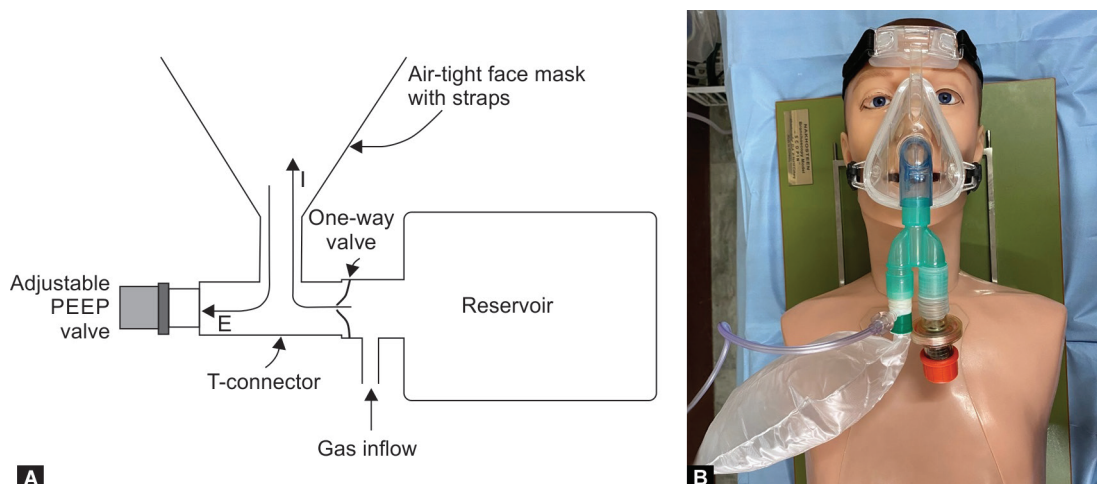 Air-tight face mask
with straps
I
One-way
valve
Adjustable
PEEP
valve
Reservoir
E
T-connector
Gas inflow
A
B